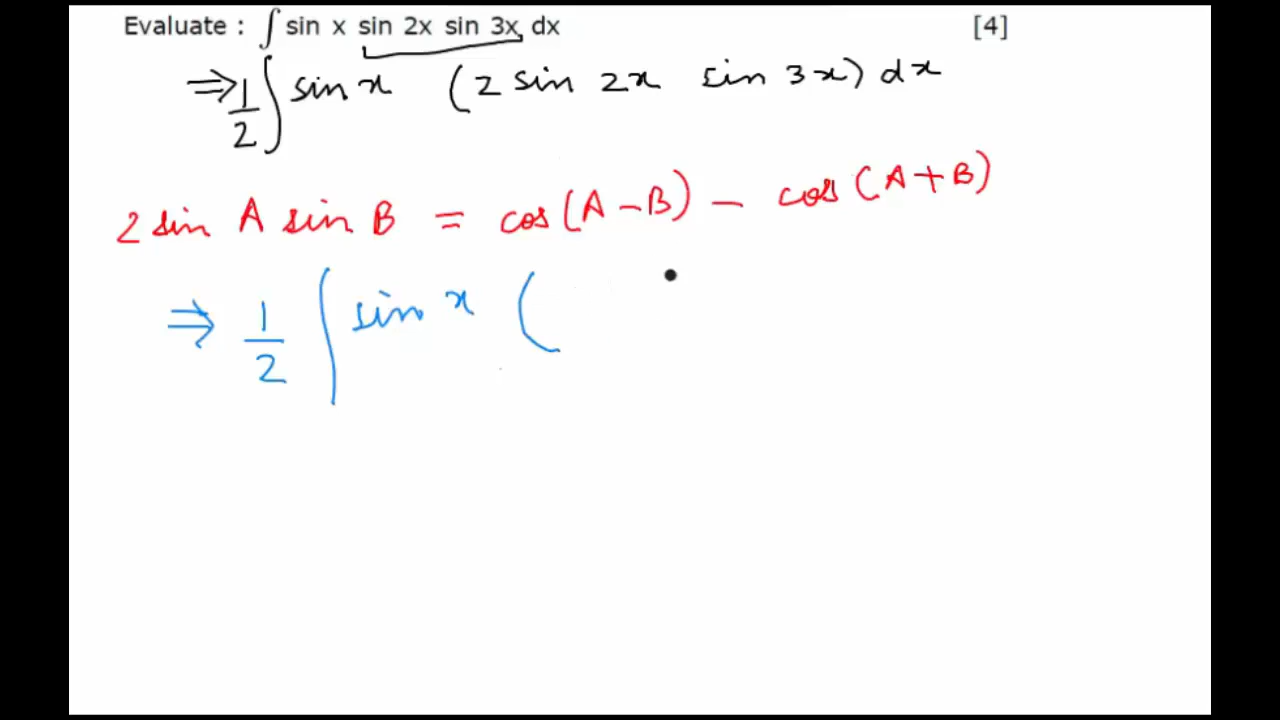 Evaluate : ∫ sin x sin 2x sin 3x dx [4]
⇒ 1/2 ∫ sin x (2 sin 2x sin 3x) dx
2 sin A sin B = cos(A-B) - cos(A+B)
⇒ 1/2 ∫ sin x (